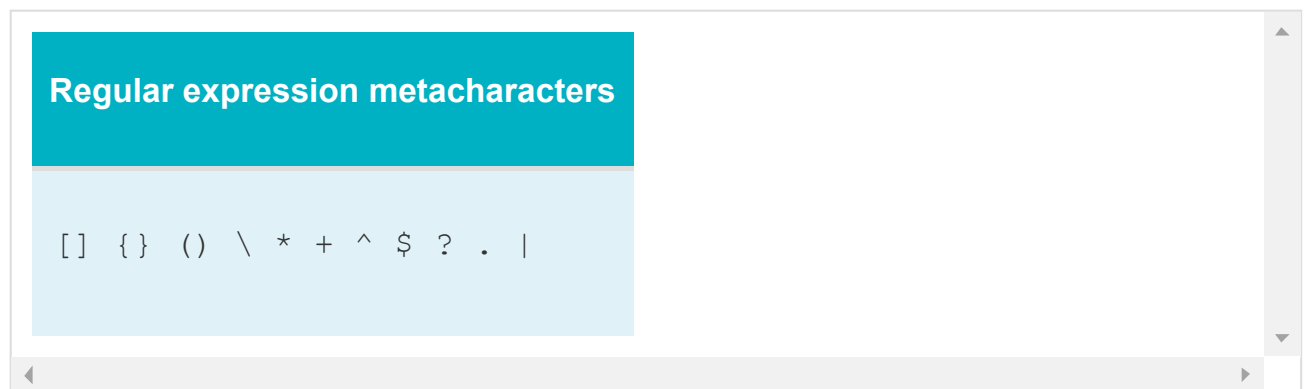 Regular expression metacharacters
[] {} () \ * + ^ $ ? . |